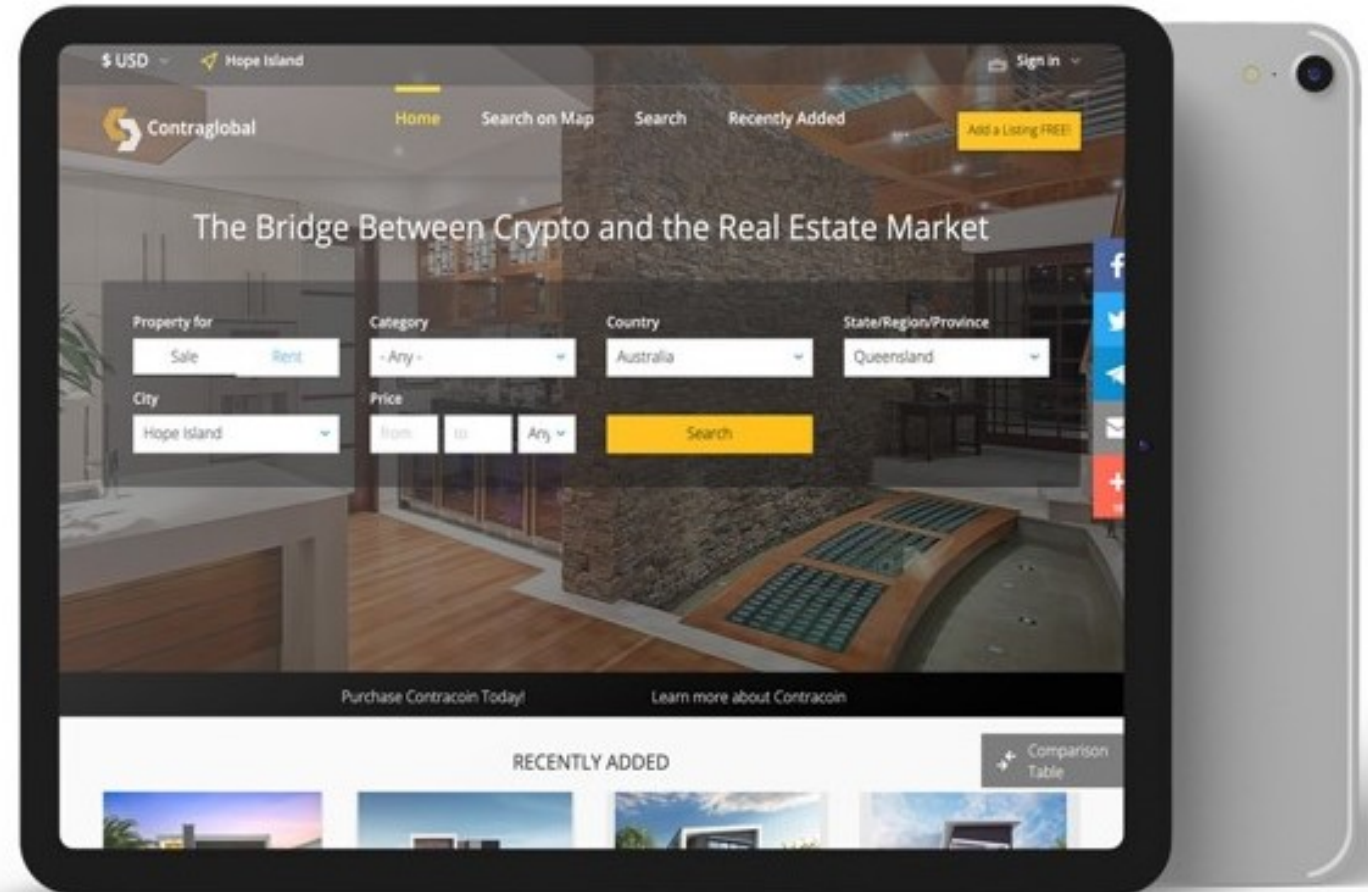 $ USD
Hope Island
Sign in
Contraglobal
Home
Search on Map
Search
Recently Added
Add a Listing FREE!
The Bridge Between Crypto and the Real Estate Market
Property for
Category
Country
State/Region/Province
Sale
Rent
- Any -
Australia
Queensland
City
Price
Hope Island
from
to
Any
Search
Purchase Contracoin Today!
Learn more about Contracoin
RECENTLY ADDED
Comparison
Table